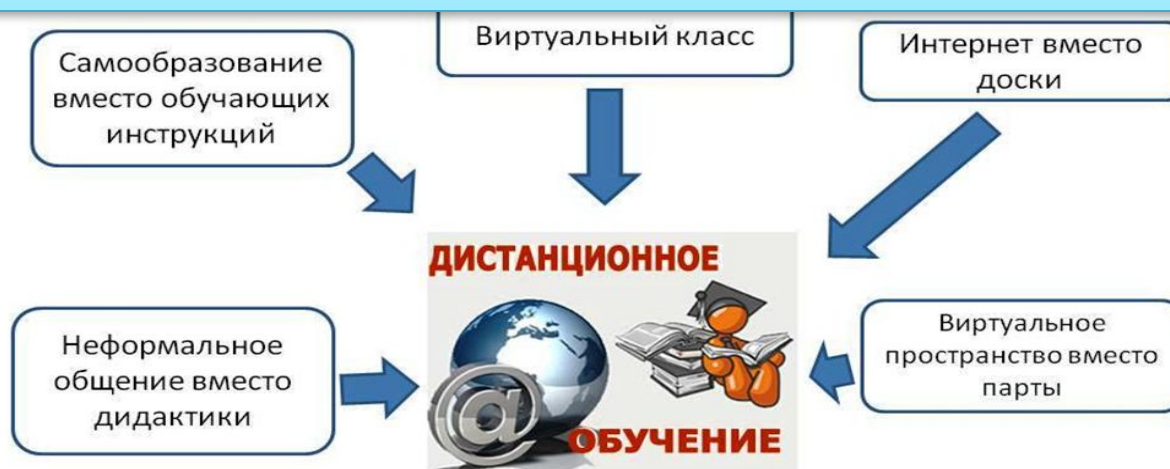 Самообразование
вместо обучающих
инструкций
Виртуальный класс
Интернет вместо
доски
ДИСТАНЦИОННОЕ
@
ОБУЧЕНИЕ
Неформальное
общение вместо
дидактики
Виртуальное
пространство вместо
парты